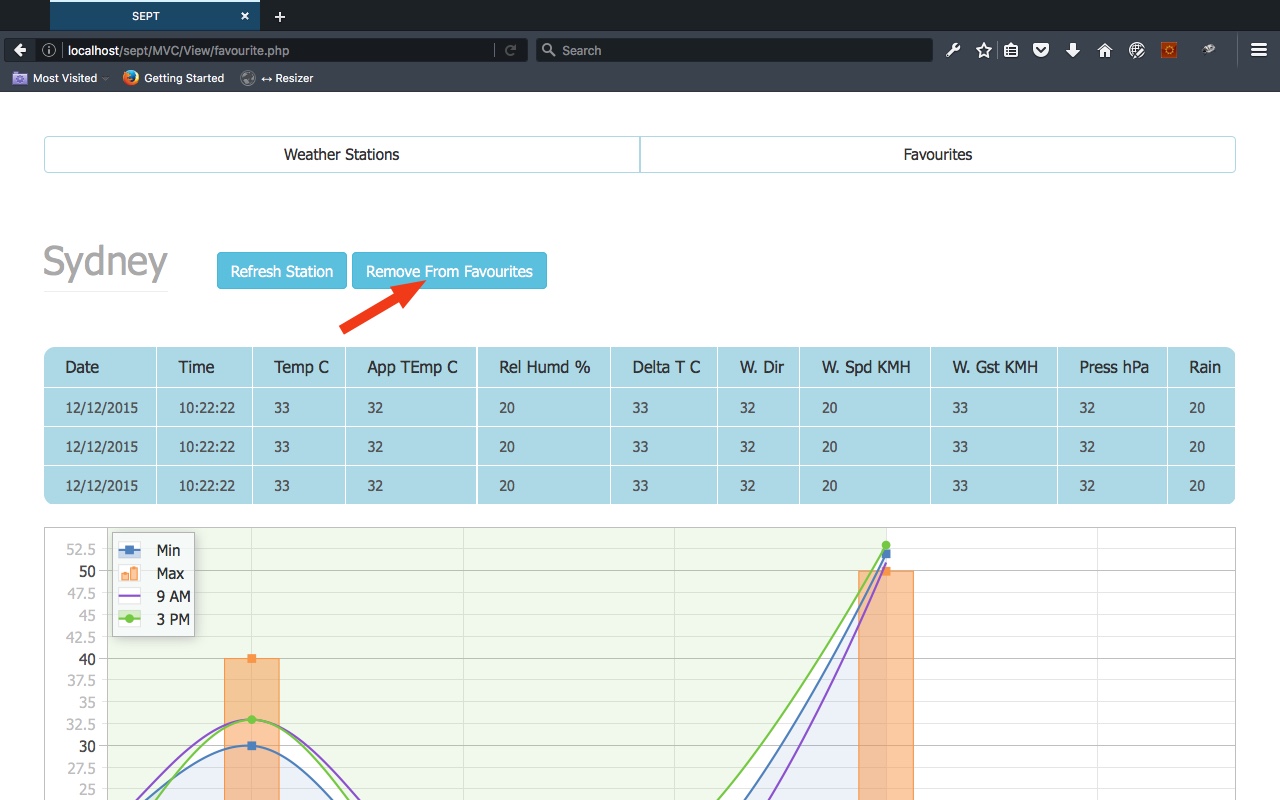 SEPT
localhost/sept/MVC/View/favourite.php
Search
Most Visited Getting Started ↔ Resizer
Weather Stations Favourites
Sydney Refresh Station Remove From Favourites
Date Time Temp C App TEmp C Rel Humd % Delta T C W. Dir W. Spd KMH W. Gst KMH Press hPa Rain
12/12/2015 10:22:22 33 32 20 33 32 20 33 32 20
12/12/2015 10:22:22 33 32 20 33 32 20 33 32 20
12/12/2015 10:22:22 33 32 20 33 32 20 33 32 20
Min
Max
9 AM
3 PM
52.5
50
47.5
45
42.5
40
37.5
35
32.5
30
27.5
25